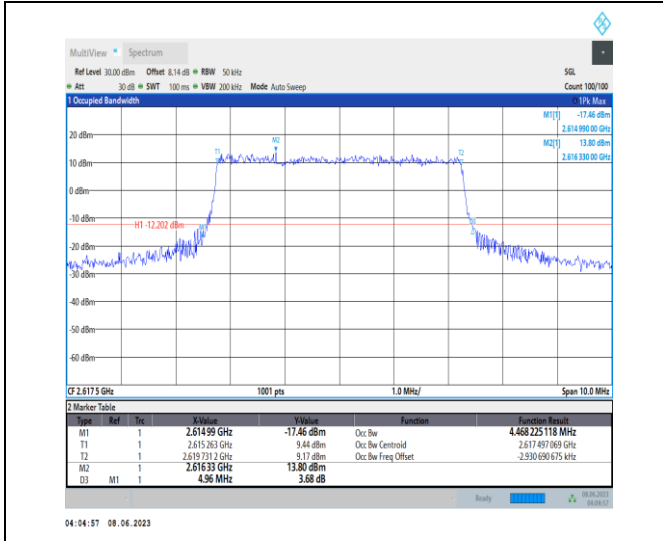 MultiView Spectrum
Ref Level 30.00 dBm Offset 8.14 dB RBW 50 kHz SGL
Att 30 dB SWT 100 ms VBW 200 kHz Mode Auto Sweep Count 100/100
1 Occupied Bandwidth 1Pk Max
M1[1] -17.46 dBm
2.614 990 00 GHz
M2[1] 13.80 dBm
2.616 330 00 GHz
20 dBm
M2
T1 T2
10 dBm
0 dBm
-10 dBm
H1 -12.202 dBm
M1 D3
-20 dBm
-30 dBm
-40 dBm
-50 dBm
-60 dBm
CF 2.617 5 GHz 1001 pts 1.0 MHz/ Span 10.0 MHz
2 Marker Table
Type Ref Trc X-Value Y-Value Function Function Result
M1 1 2.614 99 GHz -17.46 dBm Occ Bw 4.468 225 118 MHz
T1 1 2.615 263 GHz 9.44 dBm Occ Bw Centroid 2.617 497 069 GHz
T2 1 2.619 731 2 GHz 9.17 dBm Occ Bw Freq Offset -2.930 690 675 kHz
M2 1 2.616 33 GHz 13.80 dBm
D3 M1 1 4.96 MHz 3.68 dB
Ready 08.06.2023
04:04:57
04:04:57 08.06.2023